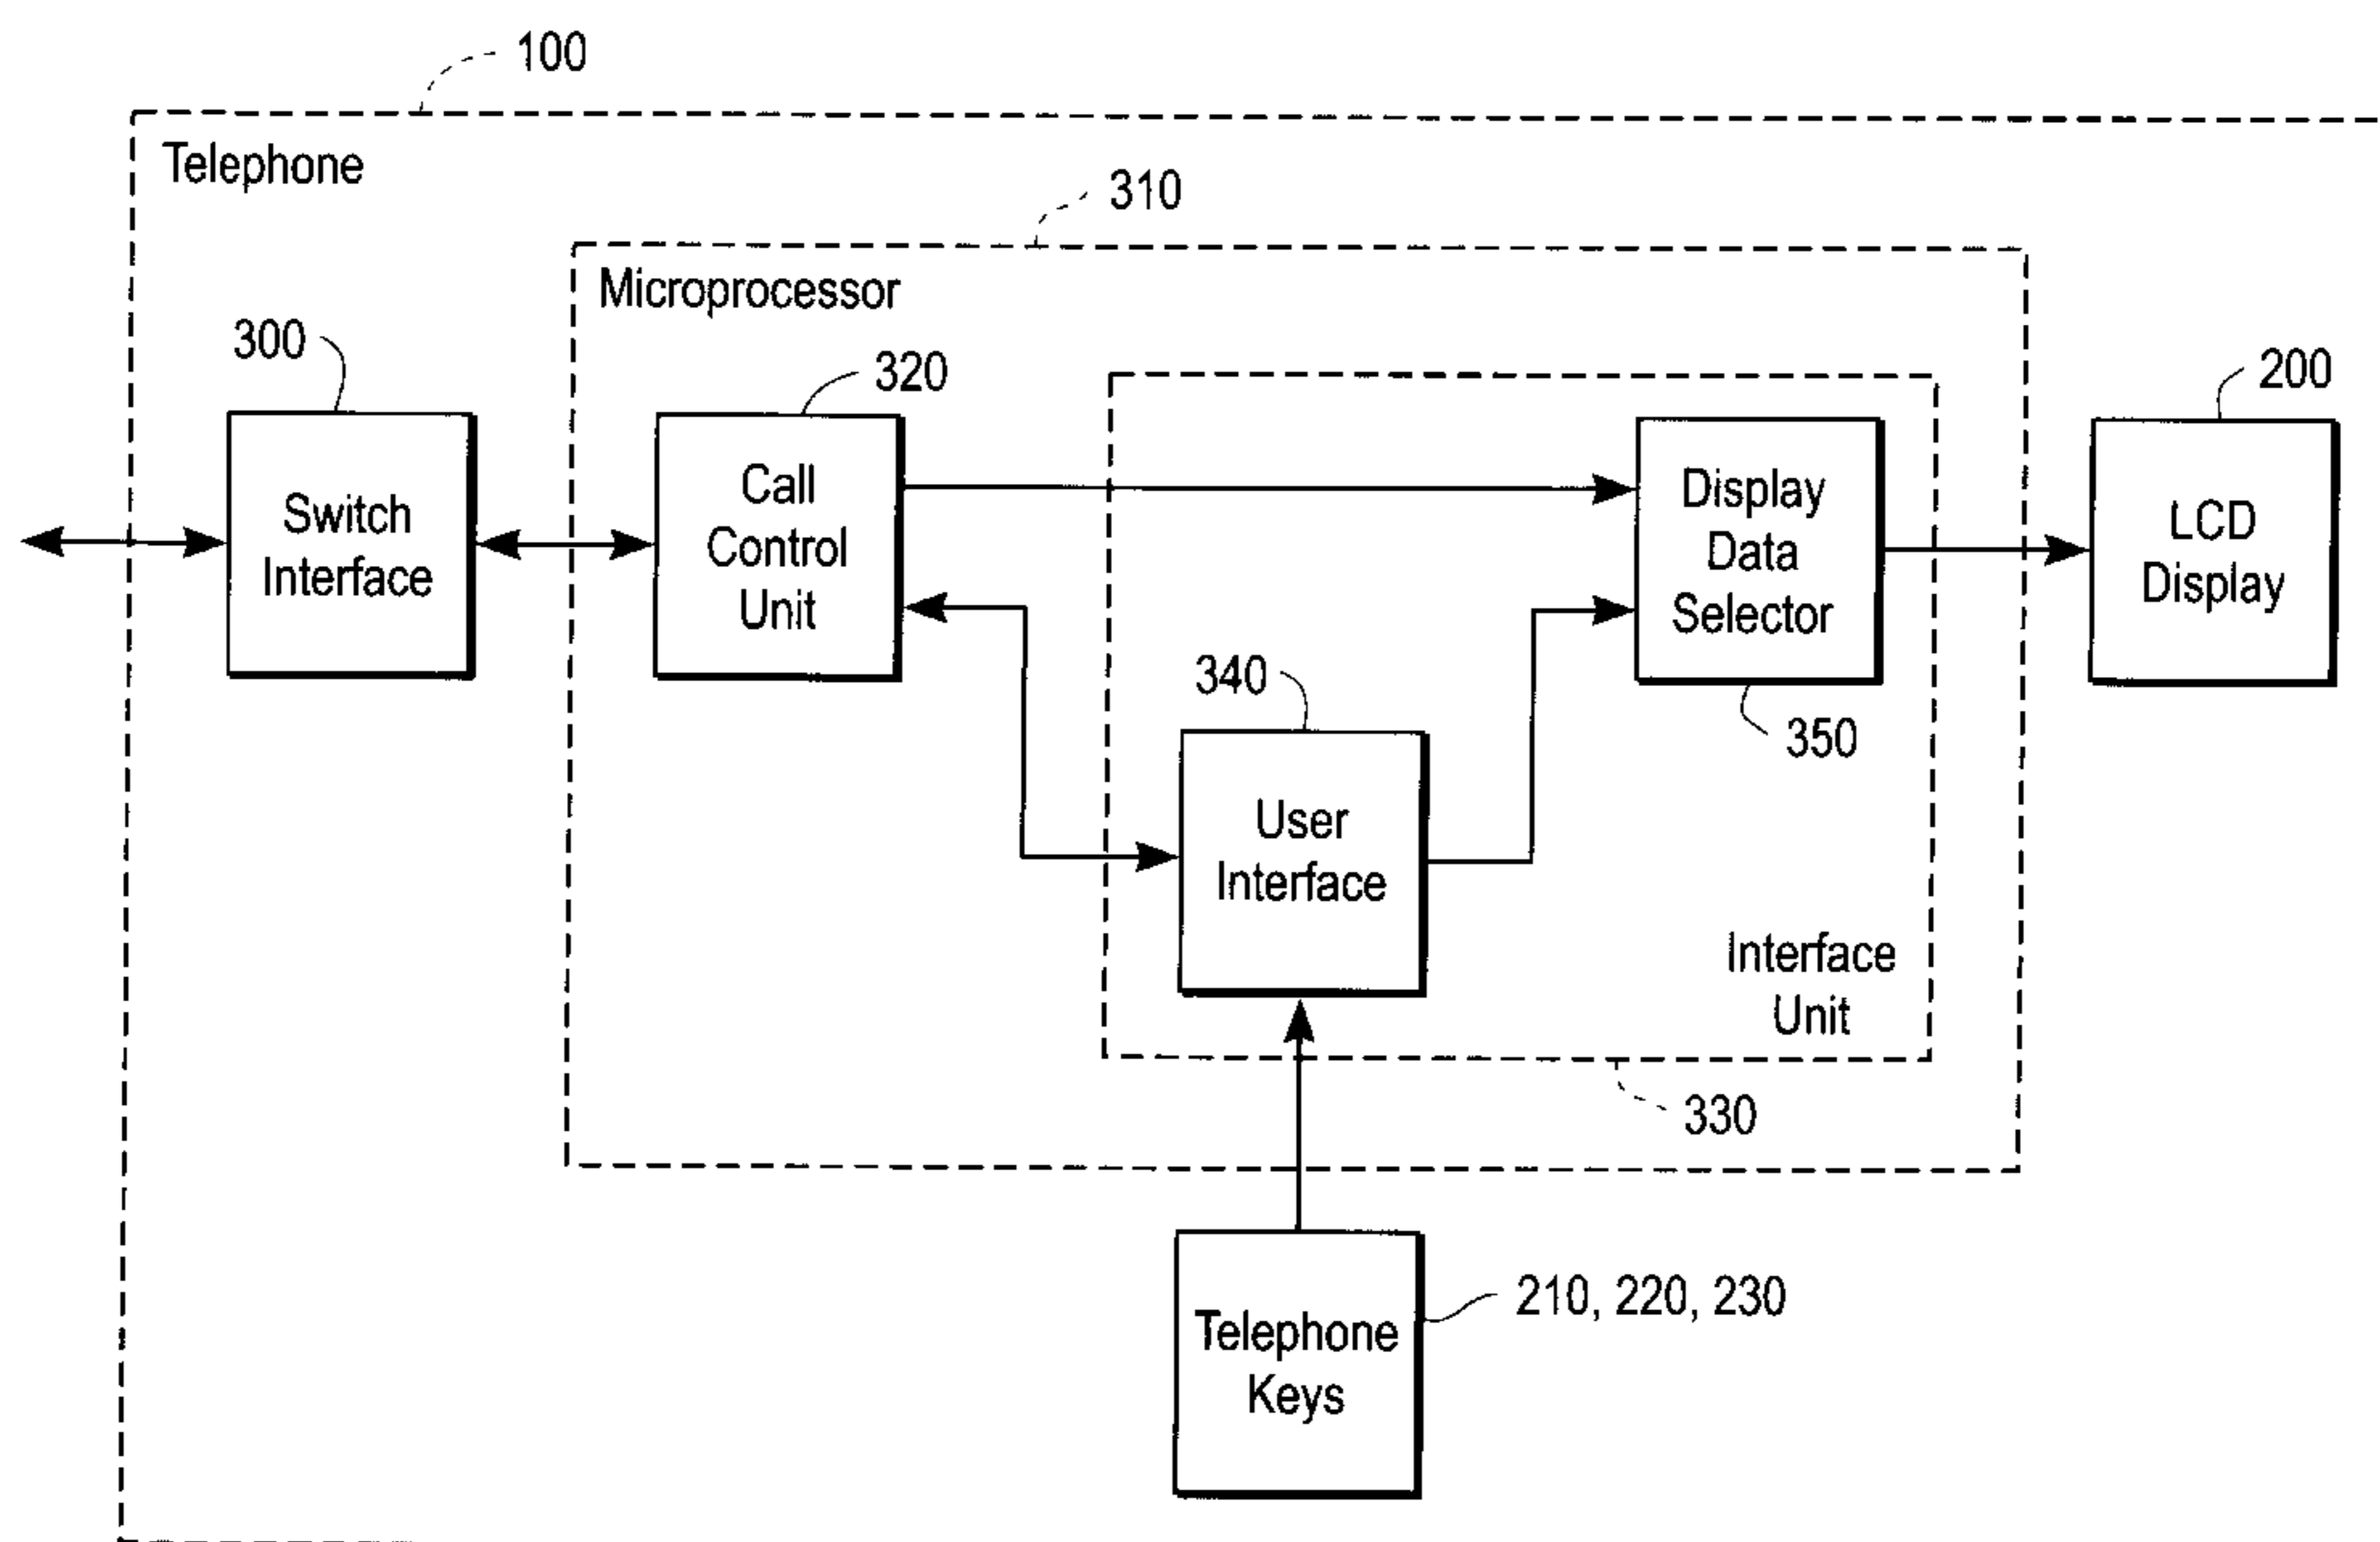 100
Telephone
310
Microprocessor
300
320
200
Switch
Interface
Call
Control
Unit
Display
Data
Selector
LCD
Display
340
350
User
Interface
Interface
Unit
330
Telephone
Keys
210, 220, 230